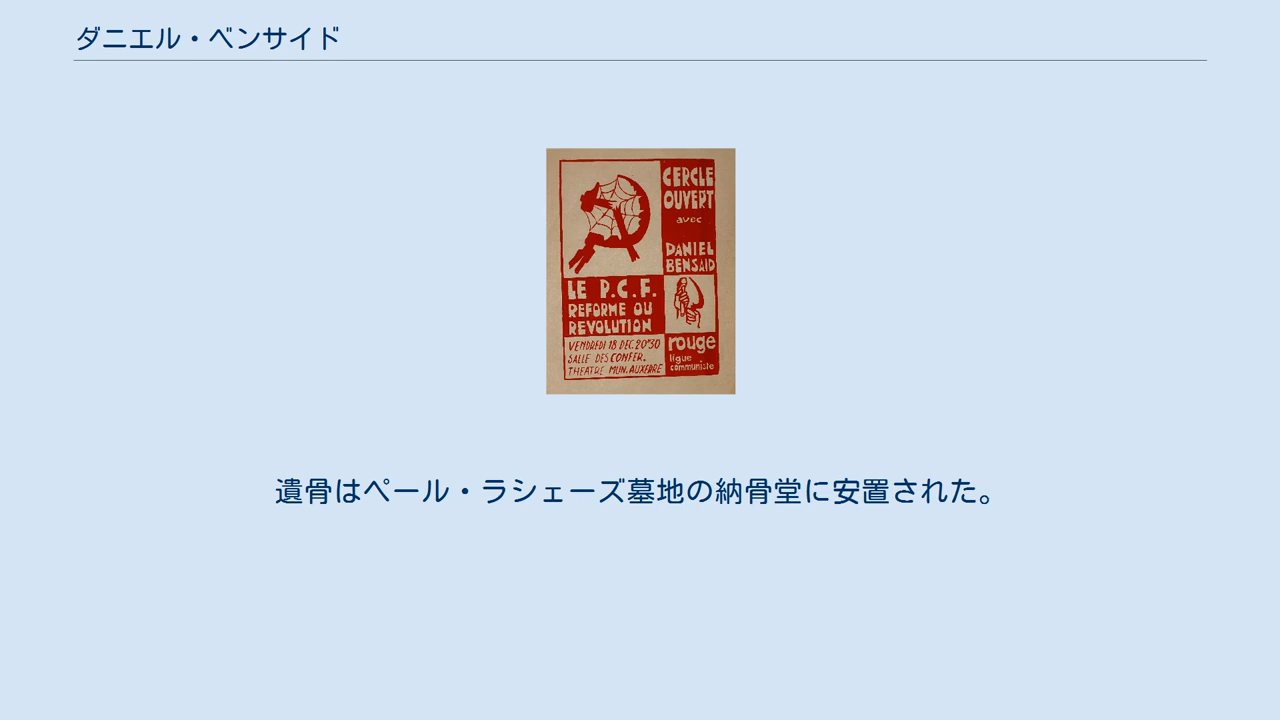 ダニエル・ベンサイド
CERCLE
OUVERT
avec
DANIEL
BENSAID
LE P.C.F.
REFORME OU
REVOLUTION
VENDREDI 18 DEC. 20H30
SALLE DES CONFER.
THEATRE MUN. AUXERRE
rouge
ligue
communiste
遺骨はペール・ラシェーズ墓地の納骨堂に安置された。